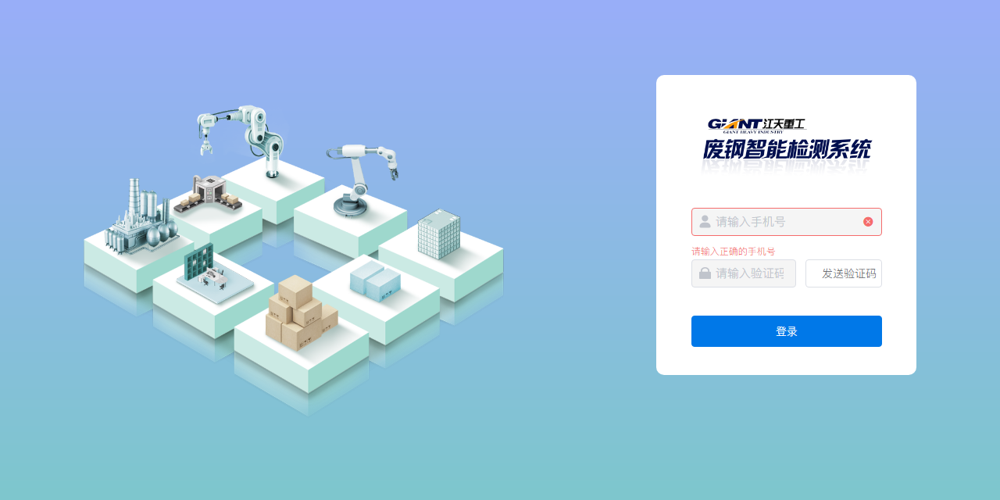 GIANT江天重工
GIANT HEAVY INDUSTRY
废钢智能检测系统
请输入手机号
请输入正确的手机号
请输入验证码
发送验证码
登录